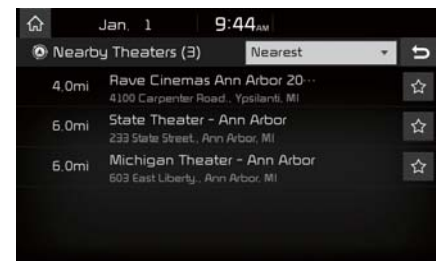 Jan. 1 9:44 AM
Nearby Theaters (3) Nearest
4.0mi Rave Cinemas Ann Arbor 20···
4100 Carpenter Road., Ypsilanti, MI
6.0mi State Theater - Ann Arbor
233 State Street., Ann Arbor, MI
6.0mi Michigan Theater - Ann Arbor
603 East Liberty., Ann Arbor, MI